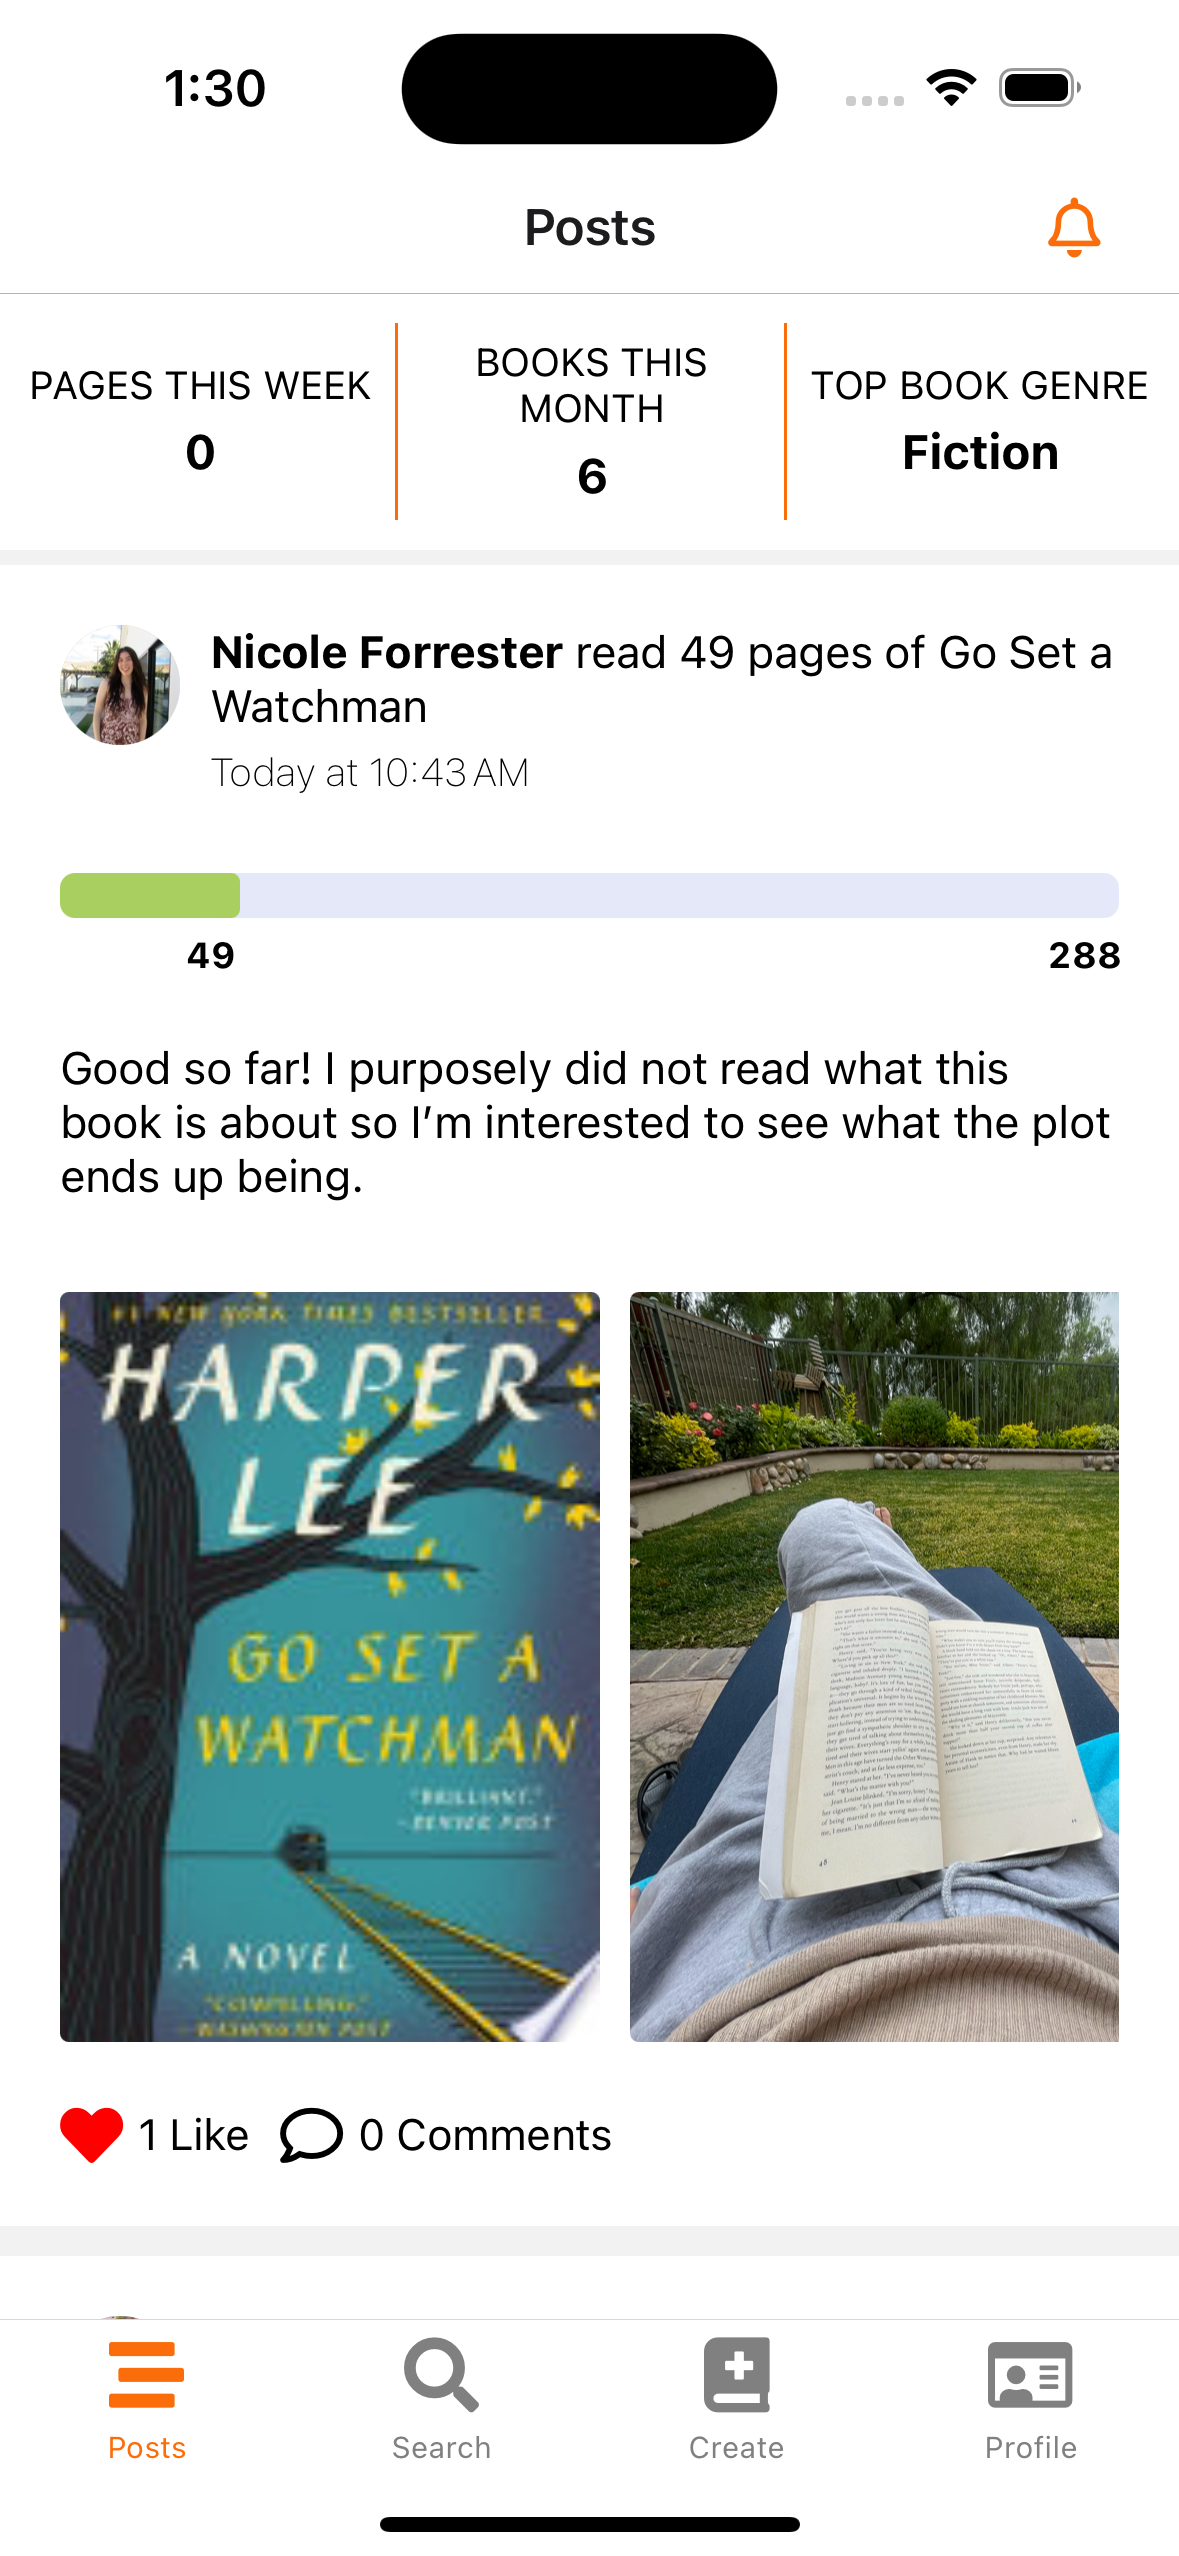 1:30
Posts
PAGES THIS WEEK
0
BOOKS THIS
MONTH
6
TOP BOOK GENRE
Fiction
Nicole Forrester read 49 pages of Go Set a
Watchman
Today at 10:43 AM
49
288
Good so far! I purposely did not read what this
book is about so I'm interested to see what the plot
ends up being.
#1 NEW YORK TIMES BESTSELLER
HARPER
LEE
GO SET A
WATCHMAN
"BRILLIANT."
-DENVER POST
A NOVEL
"COMPELLING."
-WASHINGTON POST
48
1 Like
0 Comments
Posts
Search
Create
Profile